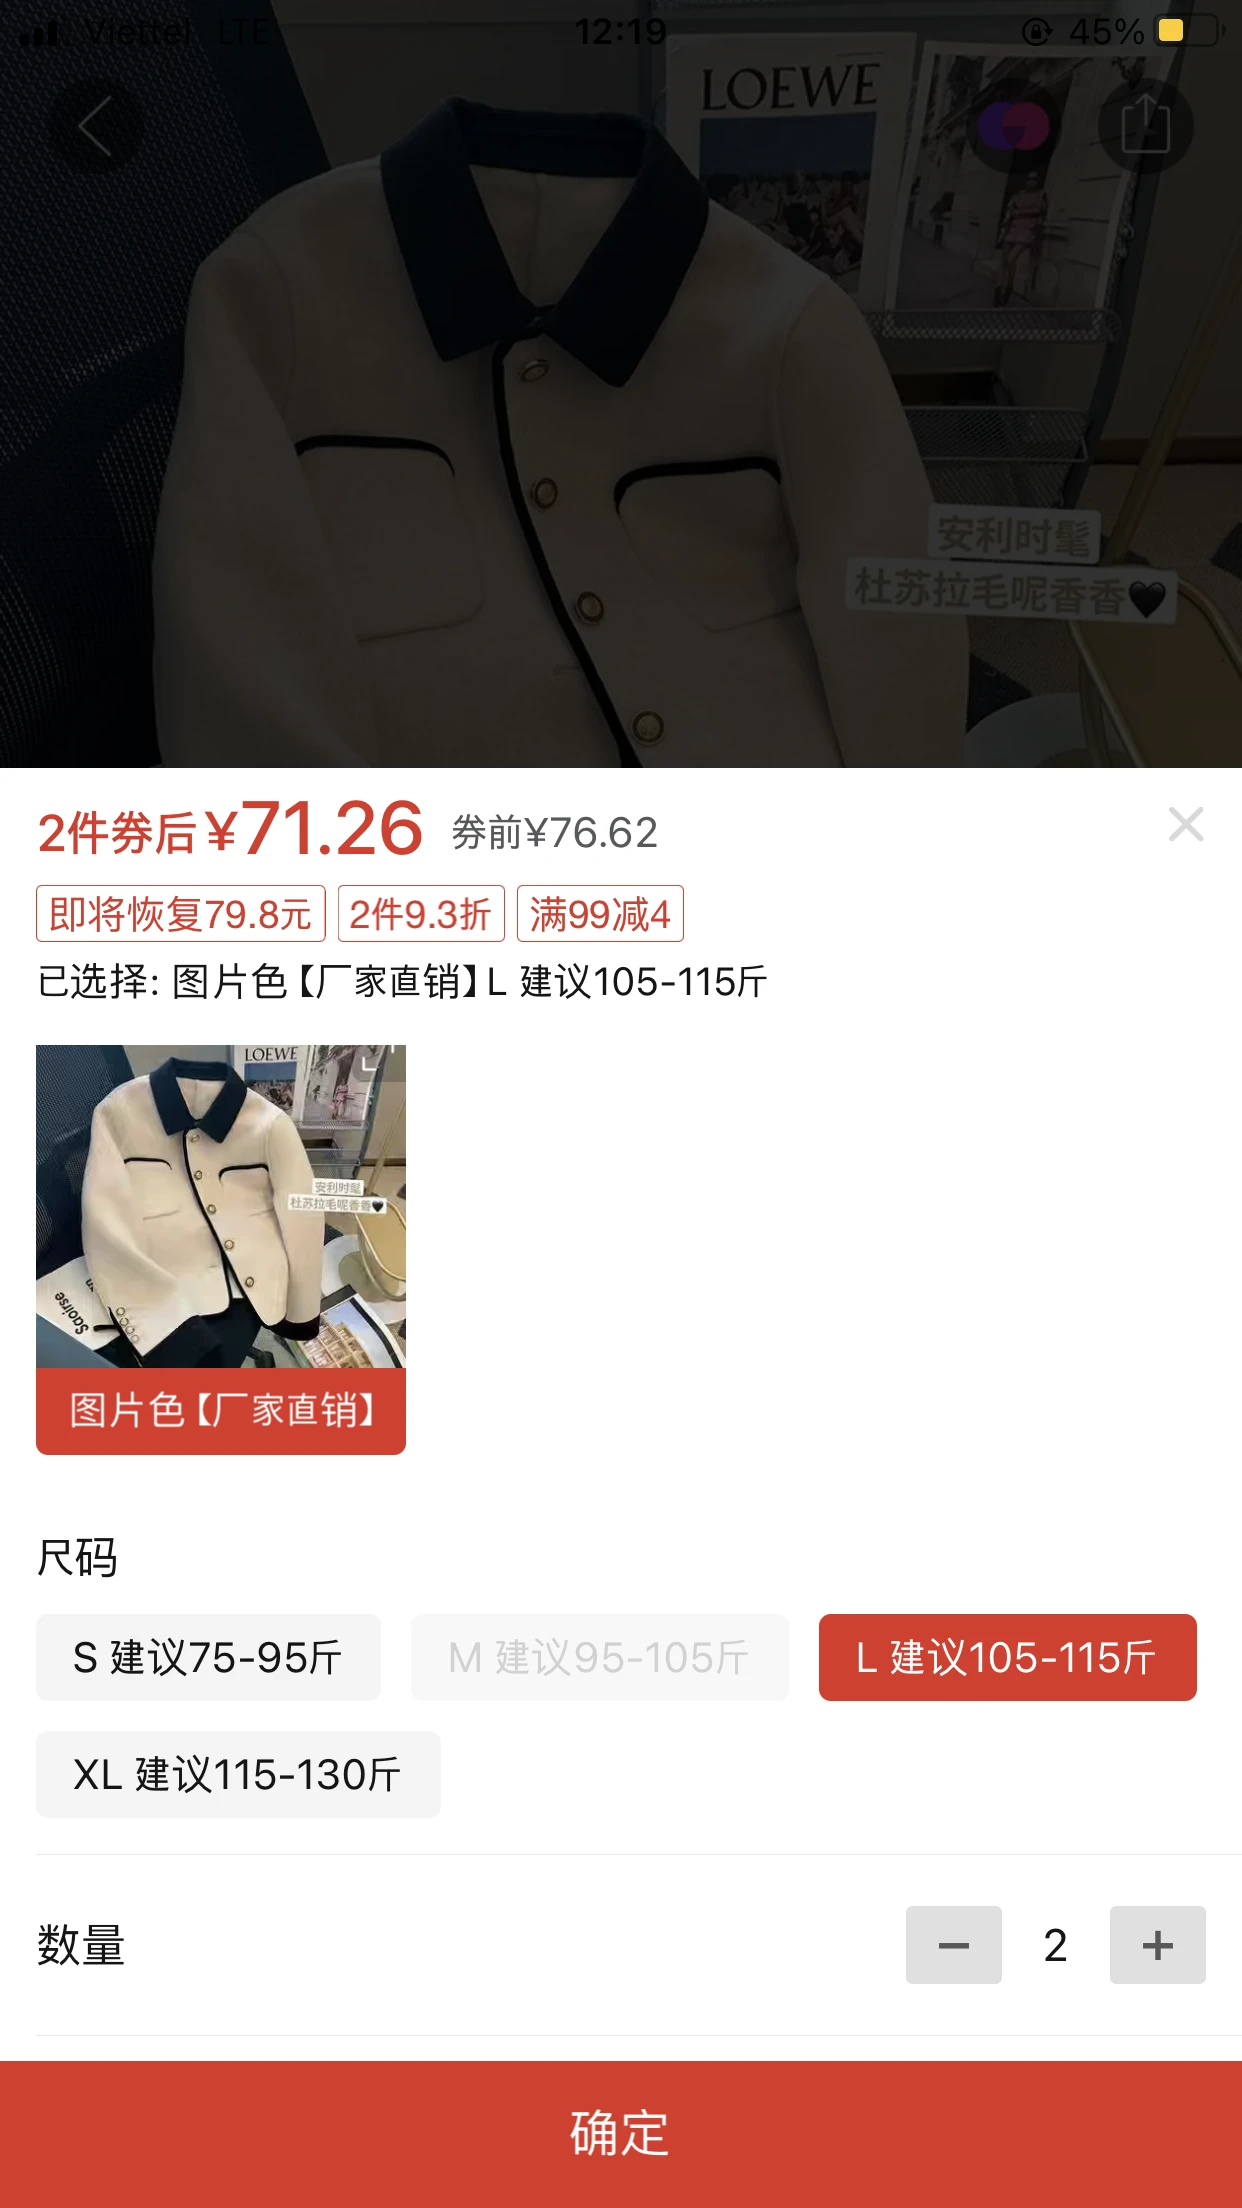 Viettel LTE 12:19 45%
LOEWE
安利时髦
杜苏拉毛呢香香🖤
2件券后¥71.26 券前¥76.62
即将恢复79.8元 2件9.3折 满99减4
已选择: 图片色【厂家直销】L 建议105-115斤
LOEWE
安利时髦
杜苏拉毛呢香香🖤
Saoirse
图片色【厂家直销】
尺码
S 建议75-95斤 M 建议95-105斤 L 建议105-115斤
XL 建议115-130斤
数量 − 2 +
确定